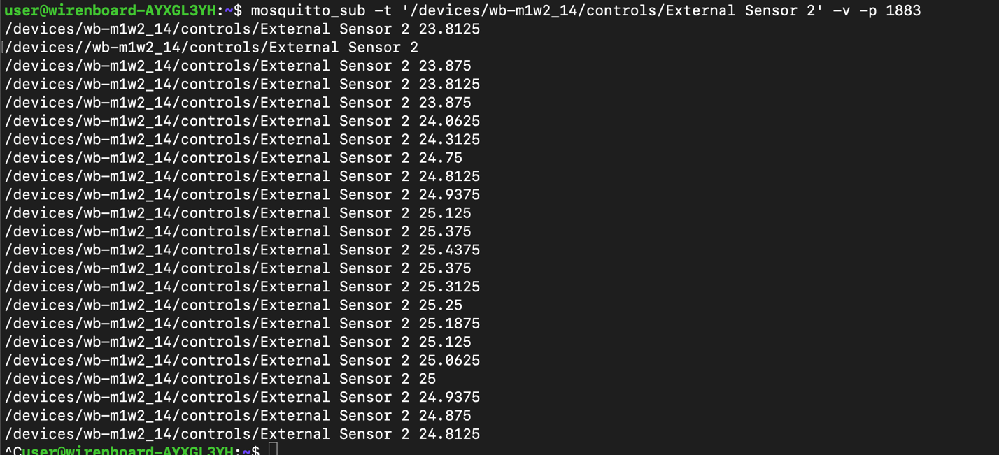 user@wirenboard-AYXGL3YH:~$ mosquitto_sub -t '/devices/wb-m1w2_14/controls/External Sensor 2' -v -p 1883
/devices/wb-m1w2_14/controls/External Sensor 2 23.8125
/devices//wb-m1w2_14/controls/External Sensor 2
/devices/wb-m1w2_14/controls/External Sensor 2 23.875
/devices/wb-m1w2_14/controls/External Sensor 2 23.8125
/devices/wb-m1w2_14/controls/External Sensor 2 23.875
/devices/wb-m1w2_14/controls/External Sensor 2 24.0625
/devices/wb-m1w2_14/controls/External Sensor 2 24.3125
/devices/wb-m1w2_14/controls/External Sensor 2 24.75
/devices/wb-m1w2_14/controls/External Sensor 2 24.8125
/devices/wb-m1w2_14/controls/External Sensor 2 24.9375
/devices/wb-m1w2_14/controls/External Sensor 2 25.125
/devices/wb-m1w2_14/controls/External Sensor 2 25.375
/devices/wb-m1w2_14/controls/External Sensor 2 25.4375
/devices/wb-m1w2_14/controls/External Sensor 2 25.375
/devices/wb-m1w2_14/controls/External Sensor 2 25.3125
/devices/wb-m1w2_14/controls/External Sensor 2 25.25
/devices/wb-m1w2_14/controls/External Sensor 2 25.1875
/devices/wb-m1w2_14/controls/External Sensor 2 25.125
/devices/wb-m1w2_14/controls/External Sensor 2 25.0625
/devices/wb-m1w2_14/controls/External Sensor 2 25
/devices/wb-m1w2_14/controls/External Sensor 2 24.9375
/devices/wb-m1w2_14/controls/External Sensor 2 24.875
/devices/wb-m1w2_14/controls/External Sensor 2 24.8125
^Cuser@wirenboard-AYXGL3YH:~$